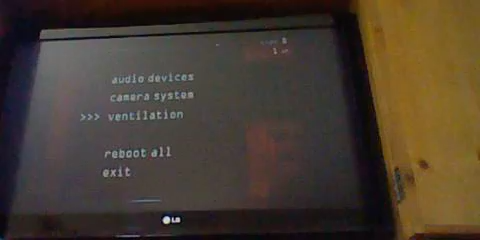 audio devices
camera system
>>> ventilation
reboot all
exit
LG